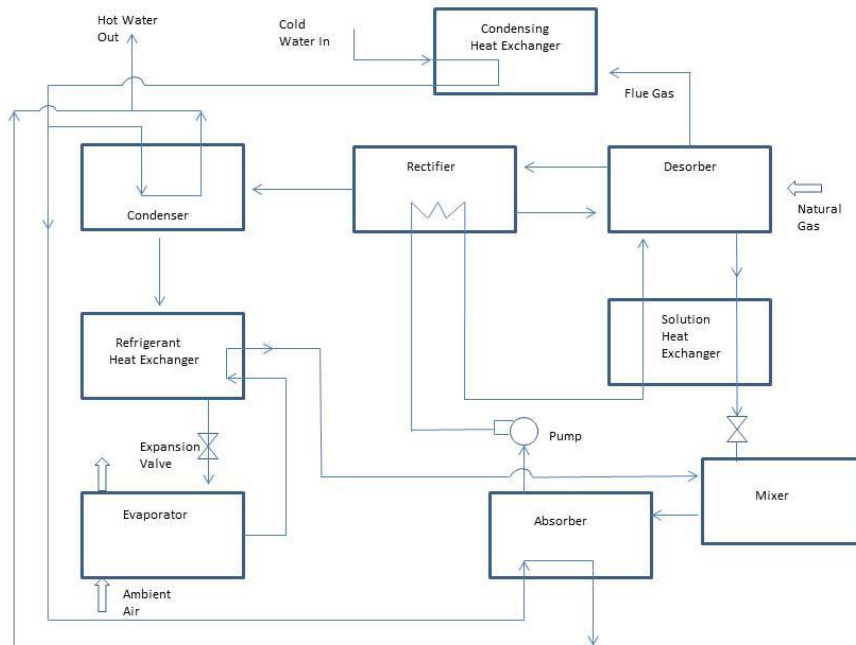 Hot Water
Out
Cold
Water In
Condensing
Heat Exchanger
Flue Gas
Condenser
Rectifier
Desorber
Natural
Gas
Refrigerant
Heat Exchanger
Solution
Heat
Exchanger
Expansion
Valve
Pump
Evaporator
Absorber
Mixer
Ambient
Air